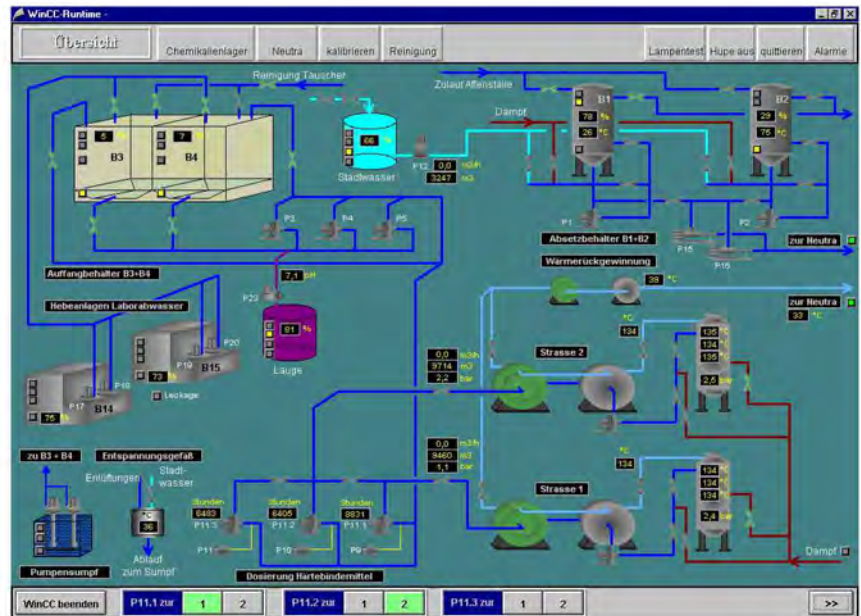 WinCC-Runtime -
Übersicht
Chemikalienlager
Neutra
kalibrieren
Reinigung
Lampentest
Hupe aus
quittieren
Alarme
Reinigung Tauscher
Zulauf Affenställe
Dampf
5 %
7 %
B3
B4
66 %
Stadtwasser
P12
0,0 m3/h
3247 m3
B1
78 %
26 °C
B2
29 %
75 °C
P3
P4
P5
P1
P2
P15
P16
Absetzbehälter B1+B2
zur Neutra
Auffangbehälter B3+B4
7,1 pH
P23
Wärmerückgewinnung
38 °C
zur Neutra
33 °C
Hebeanlagen Laborabwasser
91 %
Lauge
P20
P19
B15
73 %
Leckage
P18
P17
B14
75 %
°C
134
0,0 m3/h
9714 m3
2,2 bar
Strasse 2
135 °C
134 °C
135 °C
2,5 bar
zu B3 + B4
Entspannungsgefäß
Entlüftungen
Stadt-
wasser
°C
36
Ablauf
zum Sumpf
Pumpensumpf
0,0 m3/h
9460 m3
1,1 bar
Stunden
6483
P11.3
Stunden
6405
P11.2
Stunden
8831
P11.1
P11
P10
P9
Dosierung Härtebindemittel
Strasse 1
°C
134
134 °C
134 °C
134 °C
2,4 bar
Dampf
WinCC beenden
P11.1 zur 1 2
P11.2 zur 1 2
P11.3 zur 1 2
>>